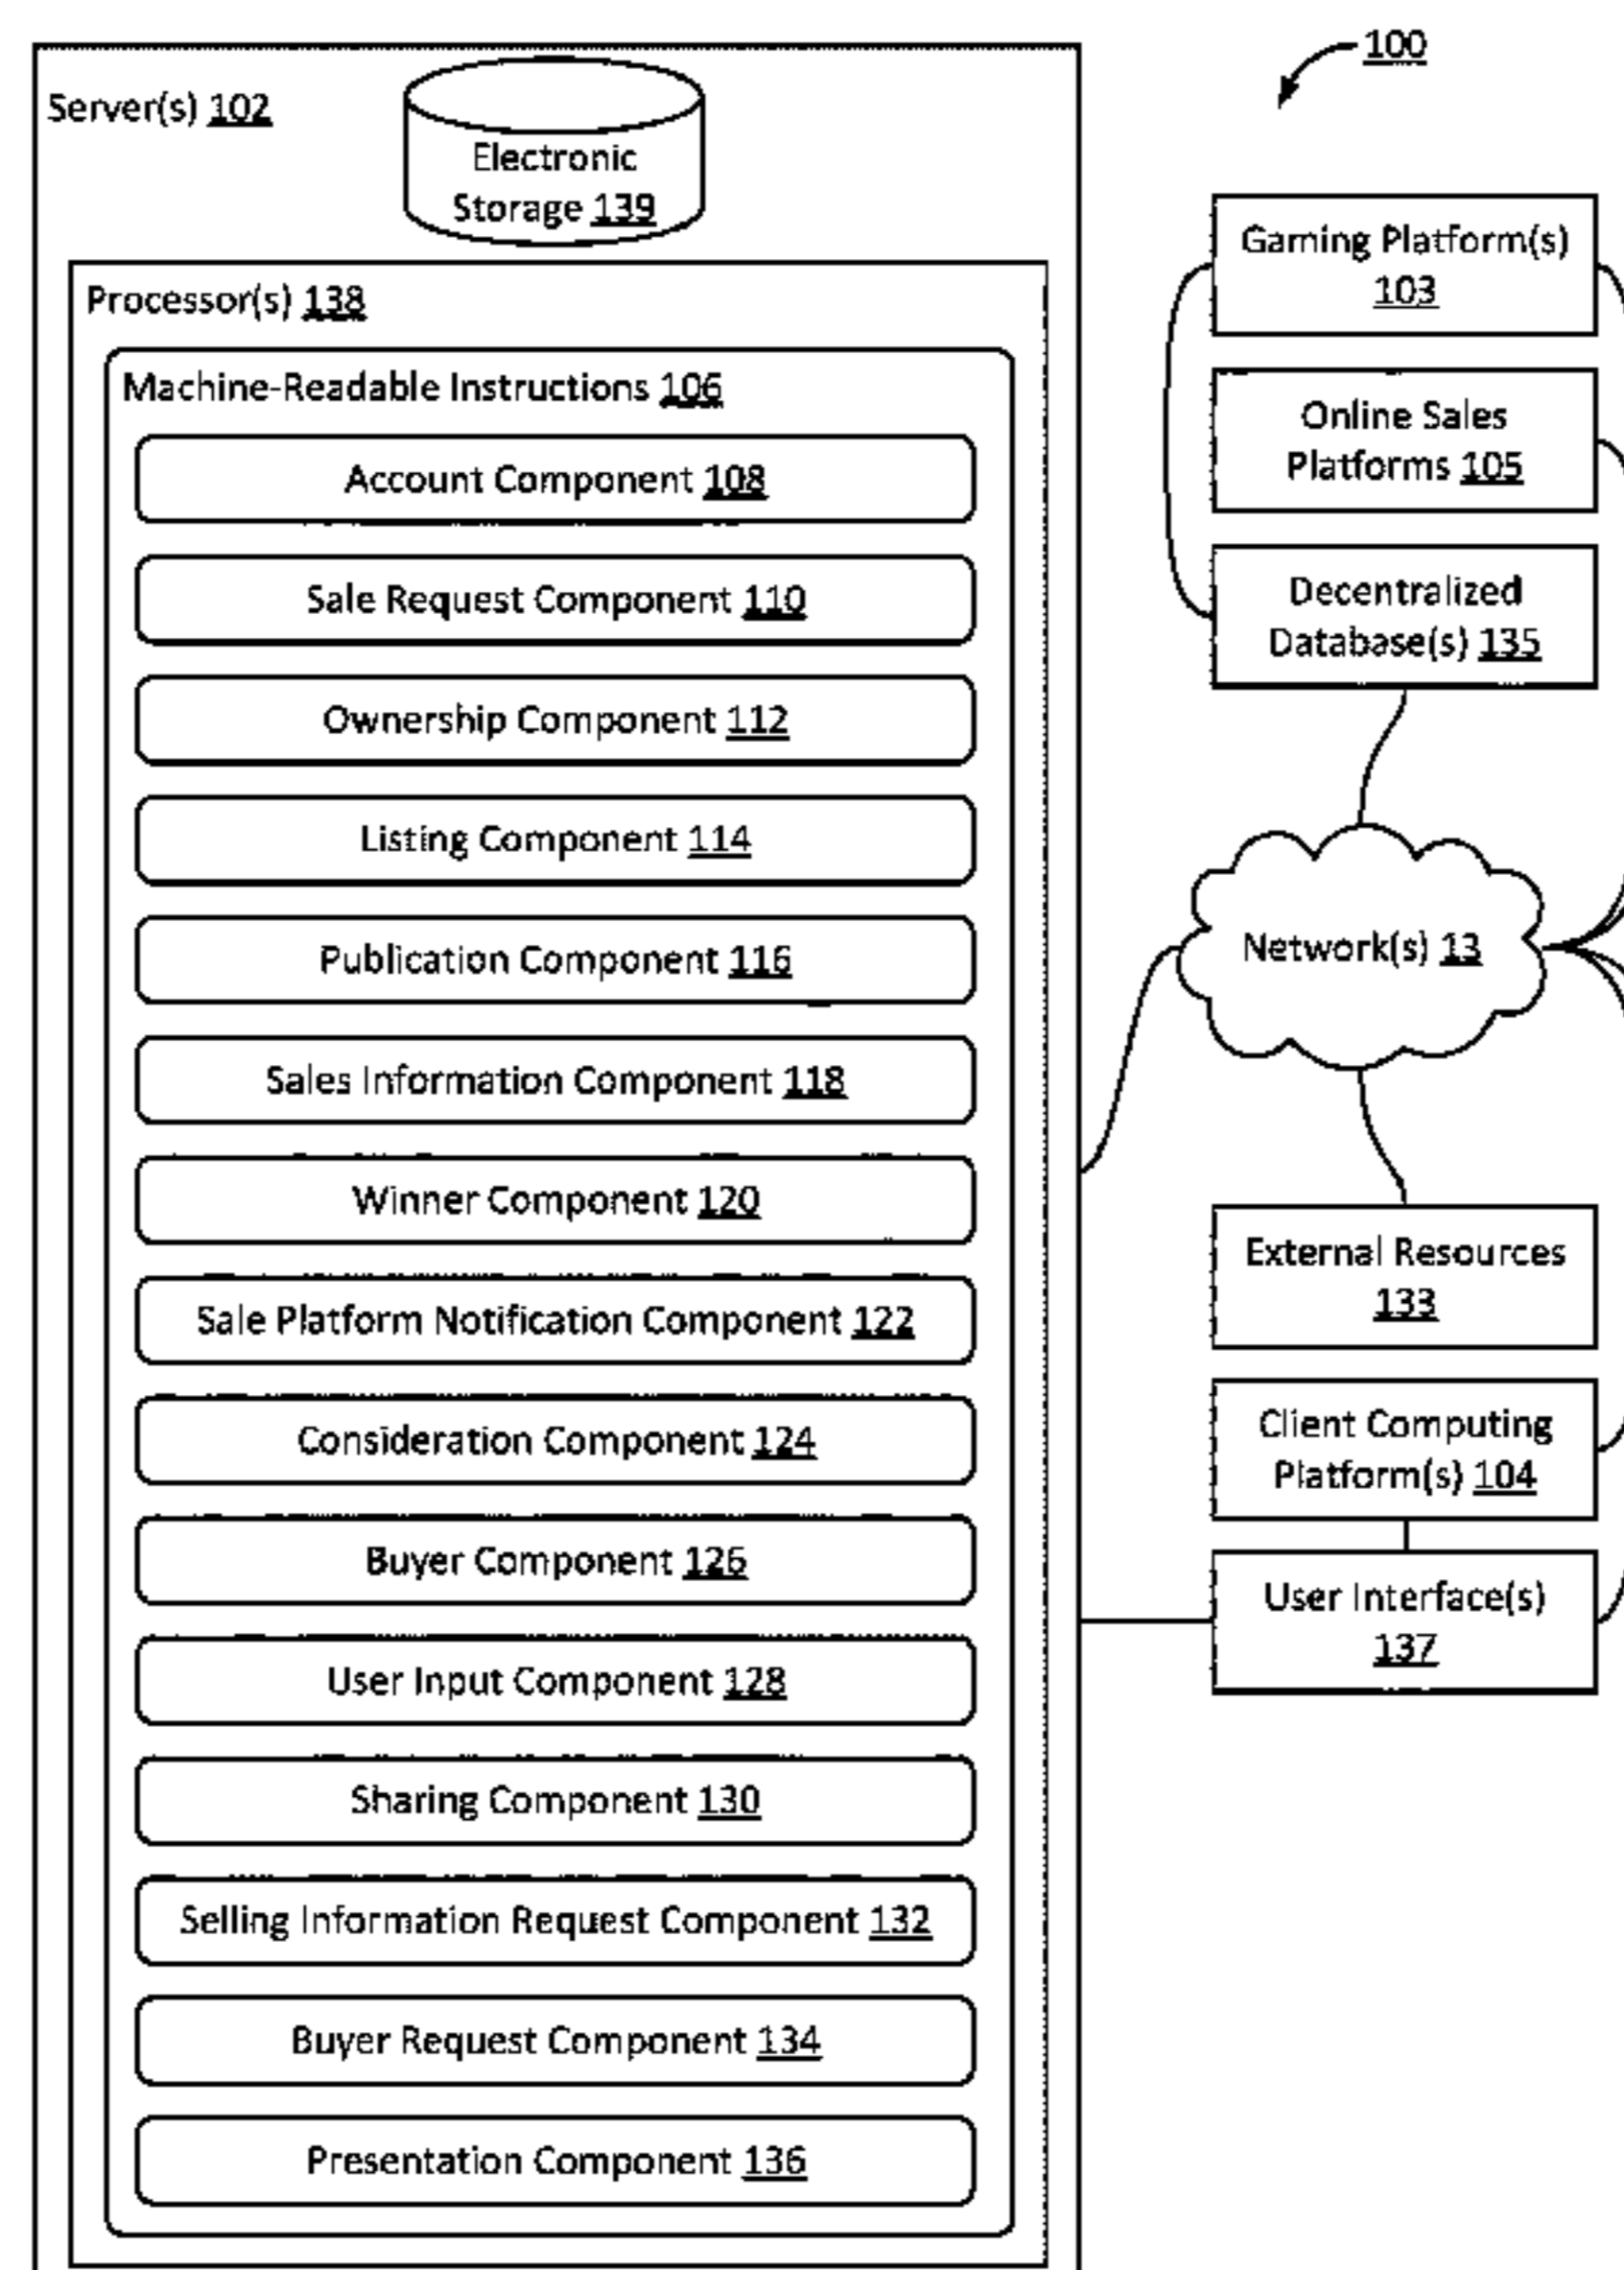 100
Server(s) 102
Electronic
Storage 139
Processor(s) 138
Machine-Readable Instructions 106
Account Component 108
Sale Request Component 110
Ownership Component 112
Listing Component 114
Publication Component 116
Sales Information Component 118
Winner Component 120
Sale Platform Notification Component 122
Consideration Component 124
Buyer Component 126
User Input Component 128
Sharing Component 130
Selling Information Request Component 132
Buyer Request Component 134
Presentation Component 136
Gaming Platform(s)
103
Online Sales
Platforms 105
Decentralized
Database(s) 135
Network(s) 13
External Resources
133
Client Computing
Platform(s) 104
User Interface(s)
137